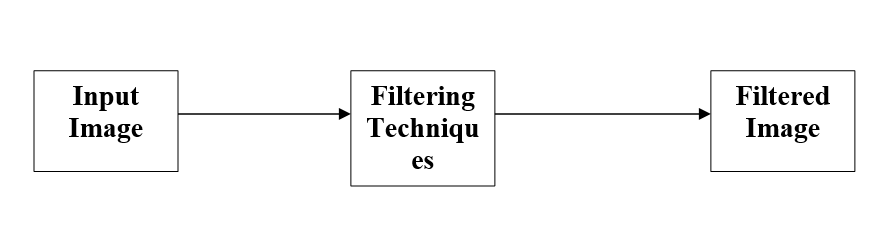 Input
Image
Filtering
Techniqu
es
Filtered
Image